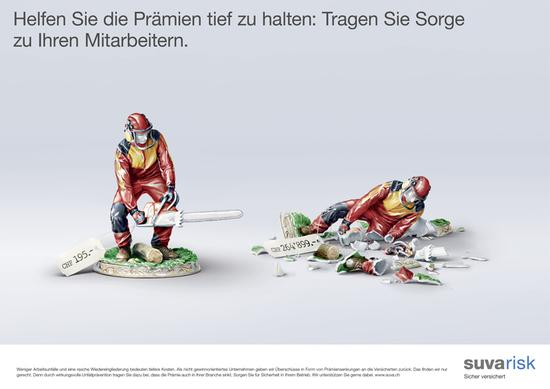 Helfen Sie die Prämien tief zu halten: Tragen Sie Sorge
zu Ihren Mitarbeitern.
CHF 195.–
CHF 264'899.–
Weniger Arbeitsunfälle und eine rasche Wiedereingliederung bedeuten tiefere Kosten. Als nicht gewinnorientiertes Unternehmen geben wir Überschüsse in Form von Prämiensenkungen an die Versicherten zurück. Das finden wir nur
gerecht. Denn durch wirkungsvolle Unfallprävention tragen Sie dazu bei, dass die Prämie auch in Ihrer Branche sinkt. Sorgen Sie für Sicherheit in Ihrem Betrieb. Wir unterstützen Sie gerne dabei. www.suva.ch
suvarisk
Sicher versichert